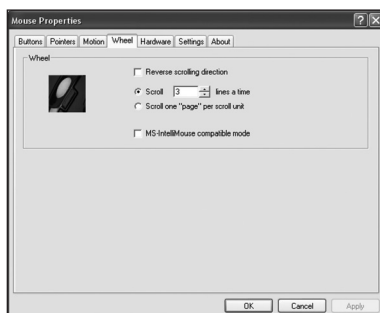 Mouse Properties
Buttons Pointers Motion Wheel Hardware Settings About
Wheel
Reverse scrolling direction
Scroll 3 lines a time
Scroll one "page" per scroll unit
MS-IntelliMouse compatible mode
OK Cancel Apply